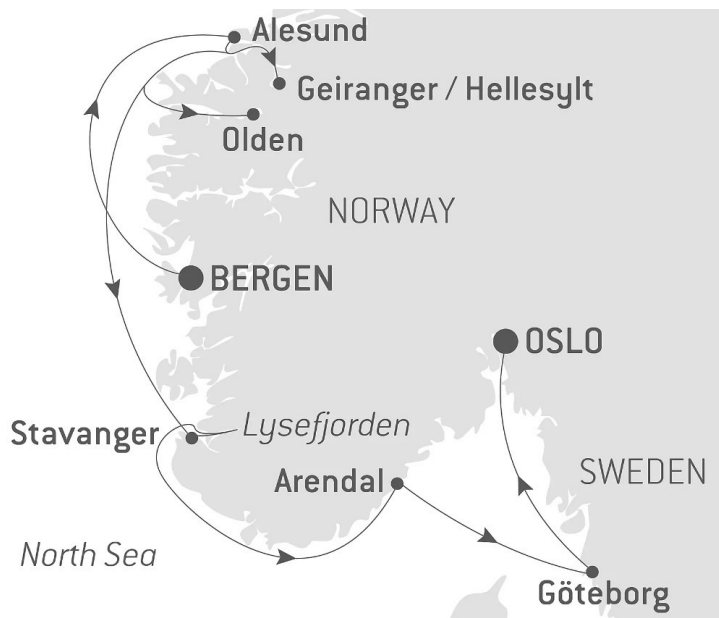 Alesund
Geiranger / Hellesylt
Olden
NORWAY
BERGEN
OSLO
Lysefjorden
Stavanger
SWEDEN
Arendal
North Sea
Göteborg